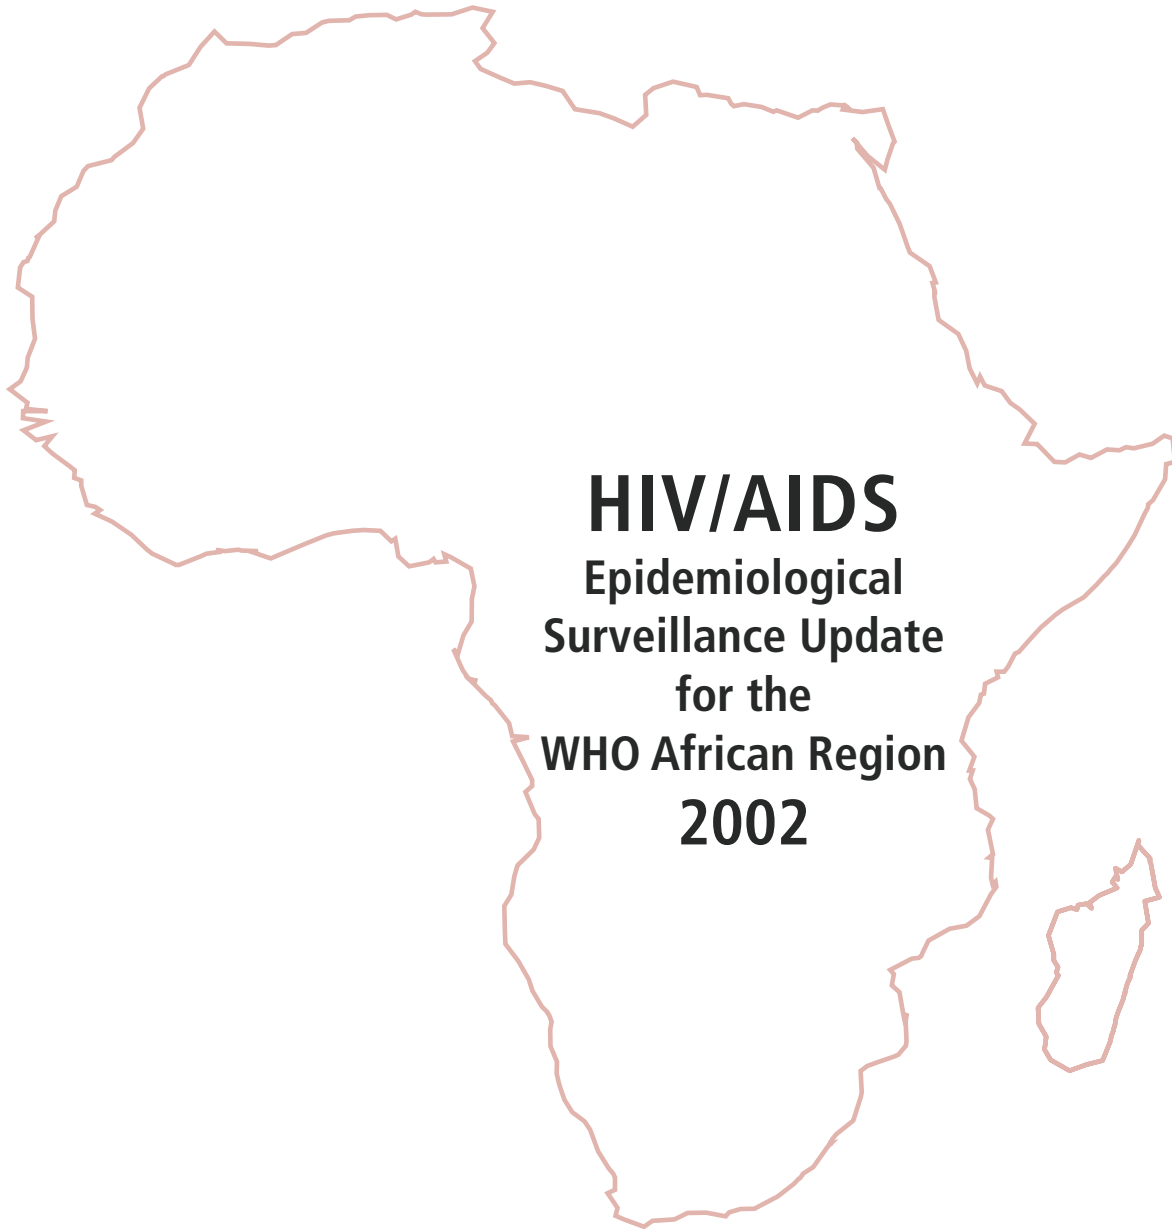 HIV/AIDS
Epidemiological
Surveillance Update
for the
WHO African Region
2002